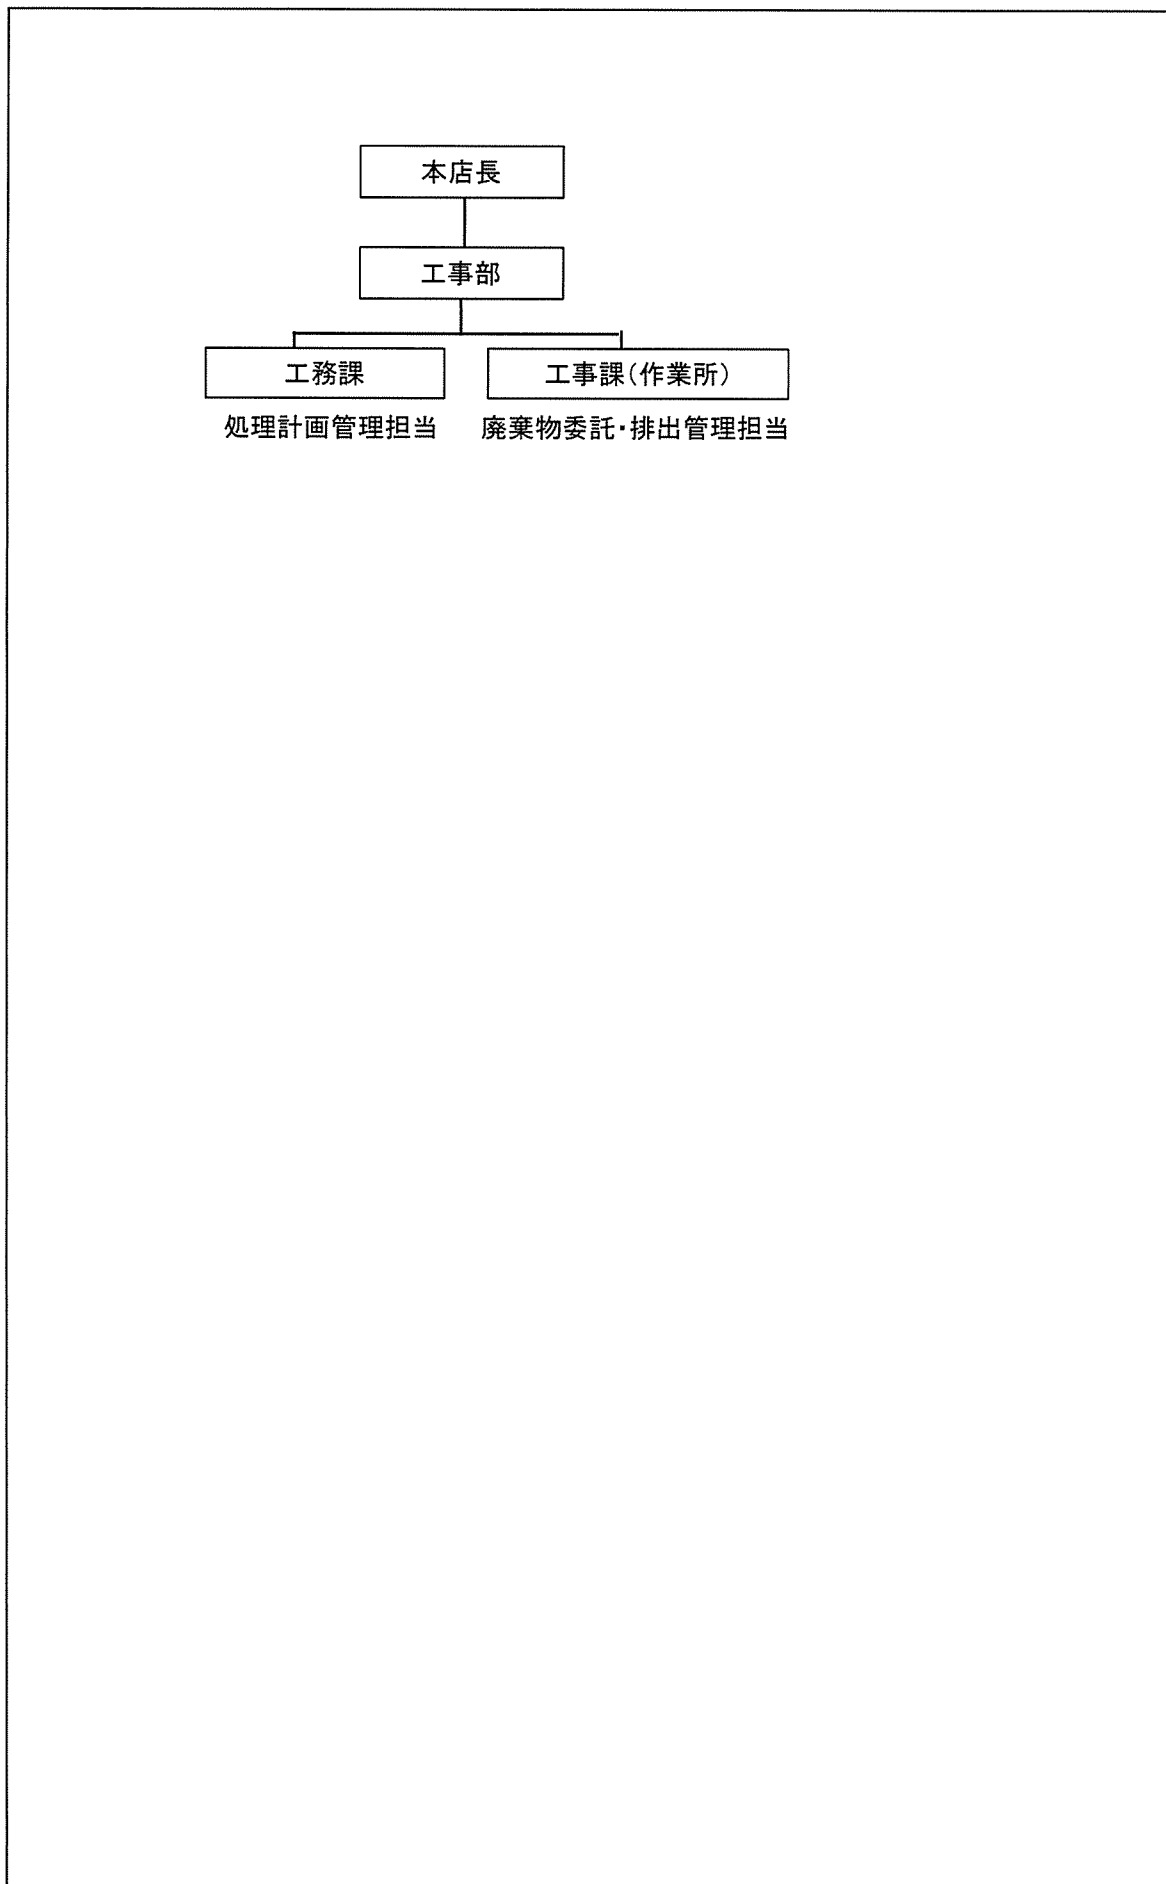 本店長
工事部
工務課
工事課(作業所)
処理計画管理担当
廃棄物委託・排出管理担当